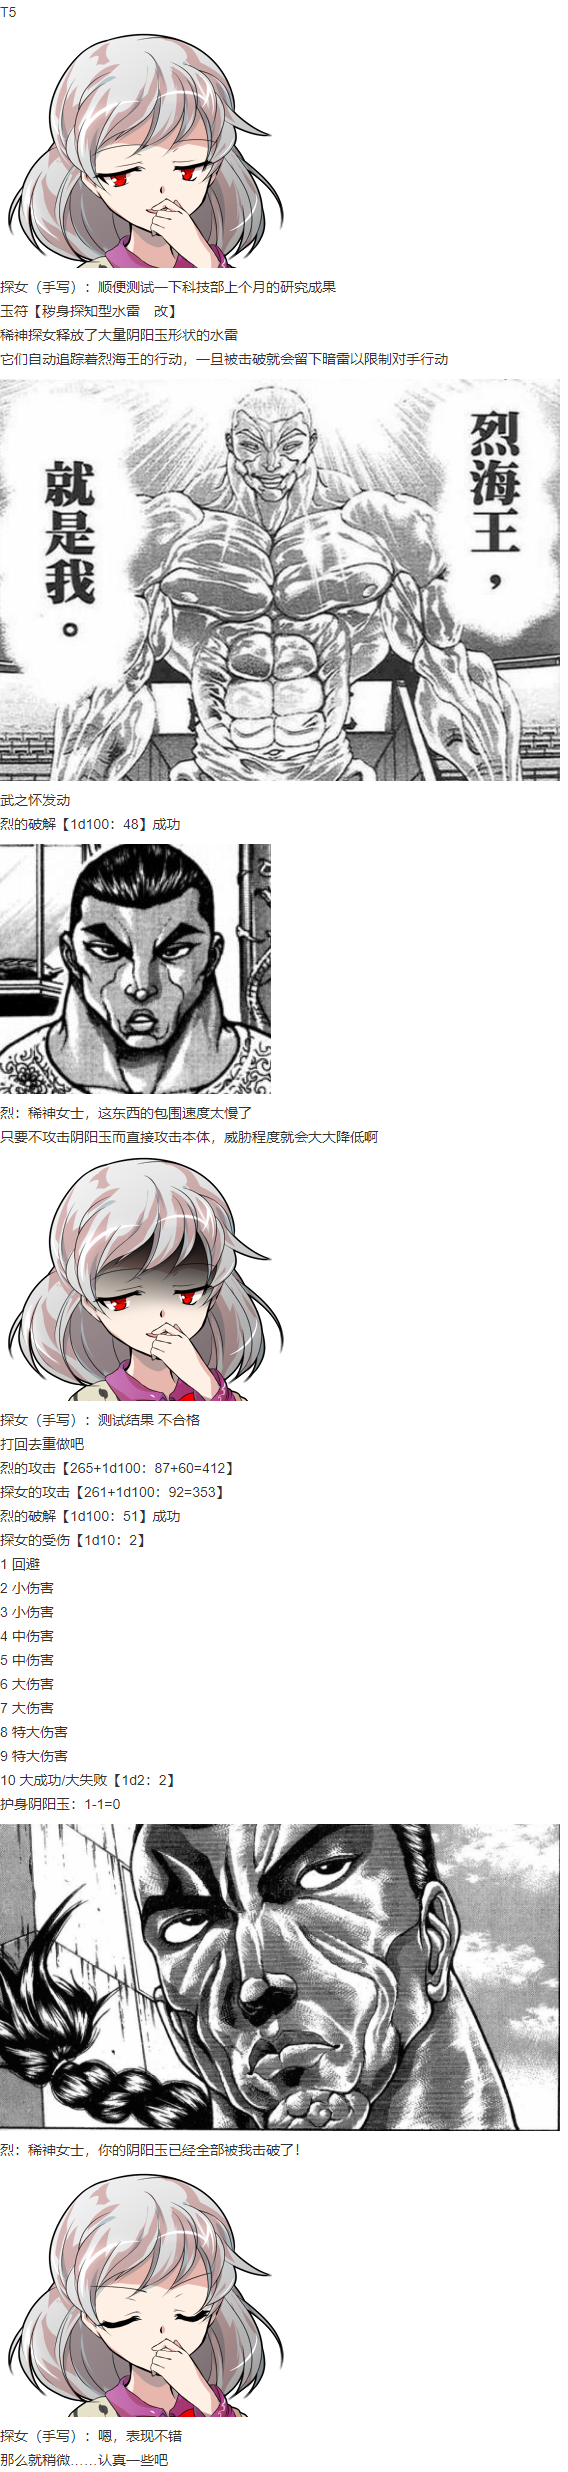 T5
探女（手写）：顺便测试一下科技部上个月的研究成果
玉符【秽身探知型水雷　改】
稀神探女释放了大量阴阳玉形状的水雷
它们自动追踪着烈海王的行动，一旦被击破就会留下暗雷以限制对手行动
烈海王，
就是我。
武之怀发动
烈的破解【1d100：48】成功
烈：稀神女士，这东西的包围速度太慢了
只要不攻击阴阳玉而直接攻击本体，威胁程度就会大大降低啊
探女（手写）：测试结果 不合格
打回去重做吧
烈的攻击【265+1d100：87+60=412】
探女的攻击【261+1d100：92=353】
烈的破解【1d100：51】成功
探女的受伤【1d10：2】
1 回避
2 小伤害
3 小伤害
4 中伤害
5 中伤害
6 大伤害
7 大伤害
8 特大伤害
9 特大伤害
10 大成功/大失败【1d2：2】
护身阴阳玉：1-1=0
烈：稀神女士，你的阴阳玉已经全部被我击破了！
探女（手写）：嗯，表现不错
那么就稍微……认真一些吧